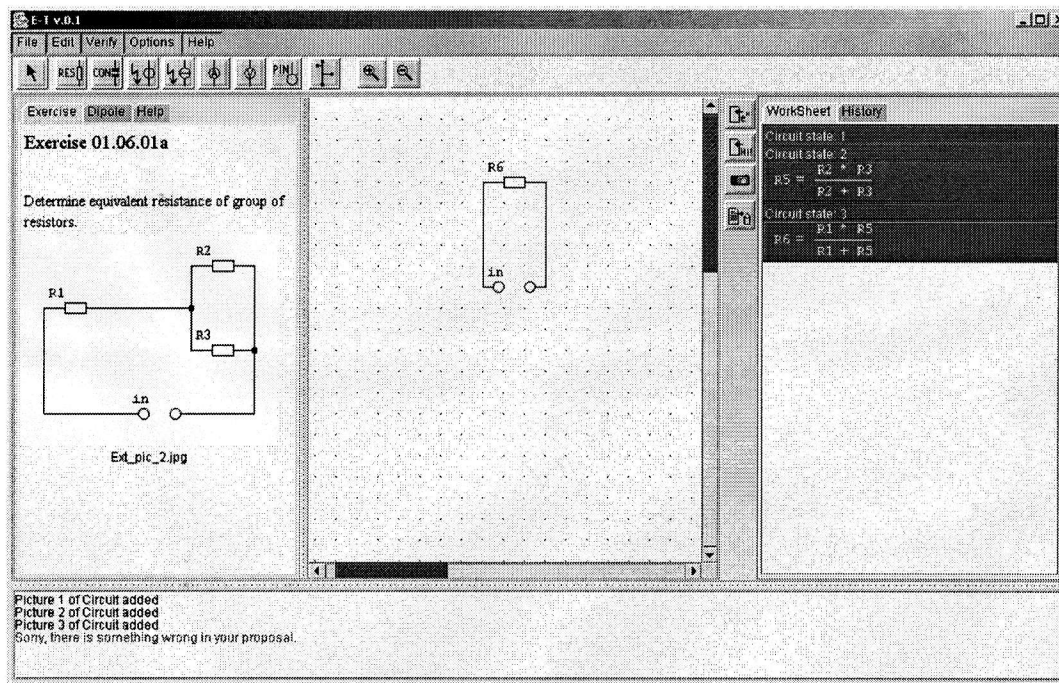 E-T v.0.1
File Edit Verify Options Help
RES CON PIN
Exercise Dipole Help
Exercise 01.06.01a
Determine equivalent resistance of group of
resistors.
R2
R1
R3
in
Ext_pic_2.jpg
R6
in
WorkSheet History
Circuit state: 1
Circuit state: 2
R5 = R2 * R3
R2 + R3
Circuit state: 3
R6 = R1 * R5
R1 + R5
Picture 1 of Circuit added
Picture 2 of Circuit added
Picture 3 of Circuit added
Sorry, there is something wrong in your proposal.